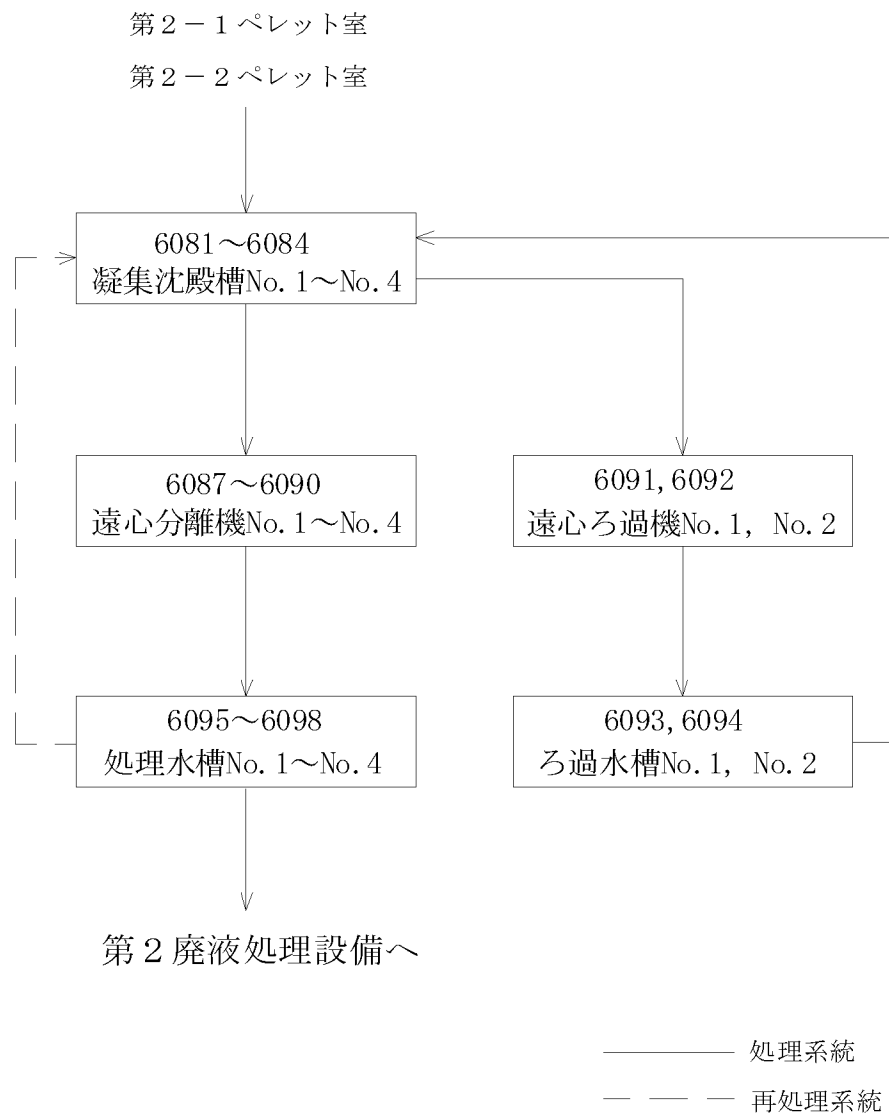 第２－１ペレット室
第２－２ペレット室
6081～6084
凝集沈殿槽No. 1～No. 4
6087～6090
遠心分離機No. 1～No. 4
6091, 6092
遠心ろ過機No. 1, No. 2
6095～6098
処理水槽No. 1～No. 4
6093, 6094
ろ過水槽No. 1, No. 2
第２廃液処理設備へ
処理系統
再処理系統